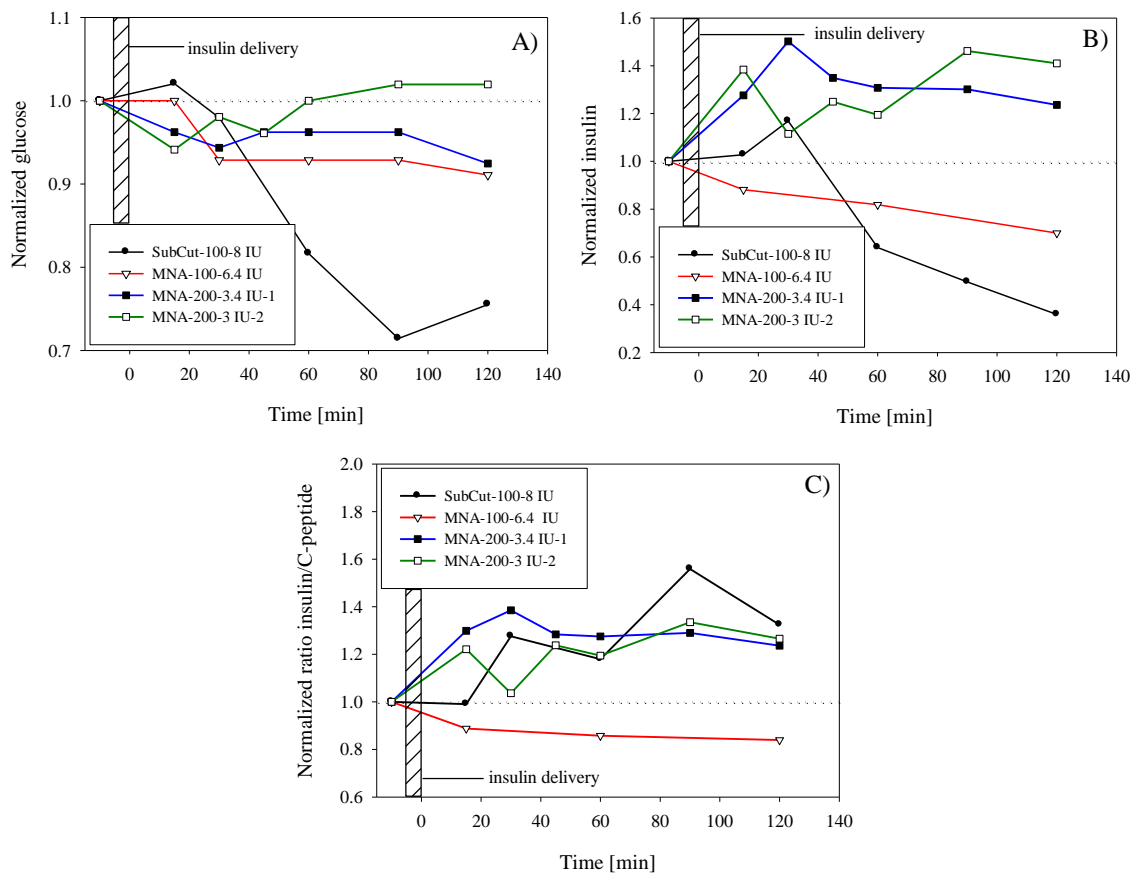 A)
insulin delivery
Normalized glucose
1.1
1.0
0.9
0.8
0.7
SubCut-100-8 IU
MNA-100-6.4 IU
MNA-200-3.4 IU-1
MNA-200-3 IU-2
0 20 40 60 80 100 120 140
Time [min]
B)
insulin delivery
Normalized insulin
1.6
1.4
1.2
1.0
0.8
0.6
0.4
0.2
SubCut-100-8 IU
MNA-100-6.4 IU
MNA-200-3.4 IU-1
MNA-200-3 IU-2
0 20 40 60 80 100 120 140
Time [min]
C)
Normalized ratio insulin/C-peptide
2.0
1.8
1.6
1.4
1.2
1.0
0.8
0.6
SubCut-100-8 IU
MNA-100-6.4 IU
MNA-200-3.4 IU-1
MNA-200-3 IU-2
insulin delivery
0 20 40 60 80 100 120 140
Time [min]